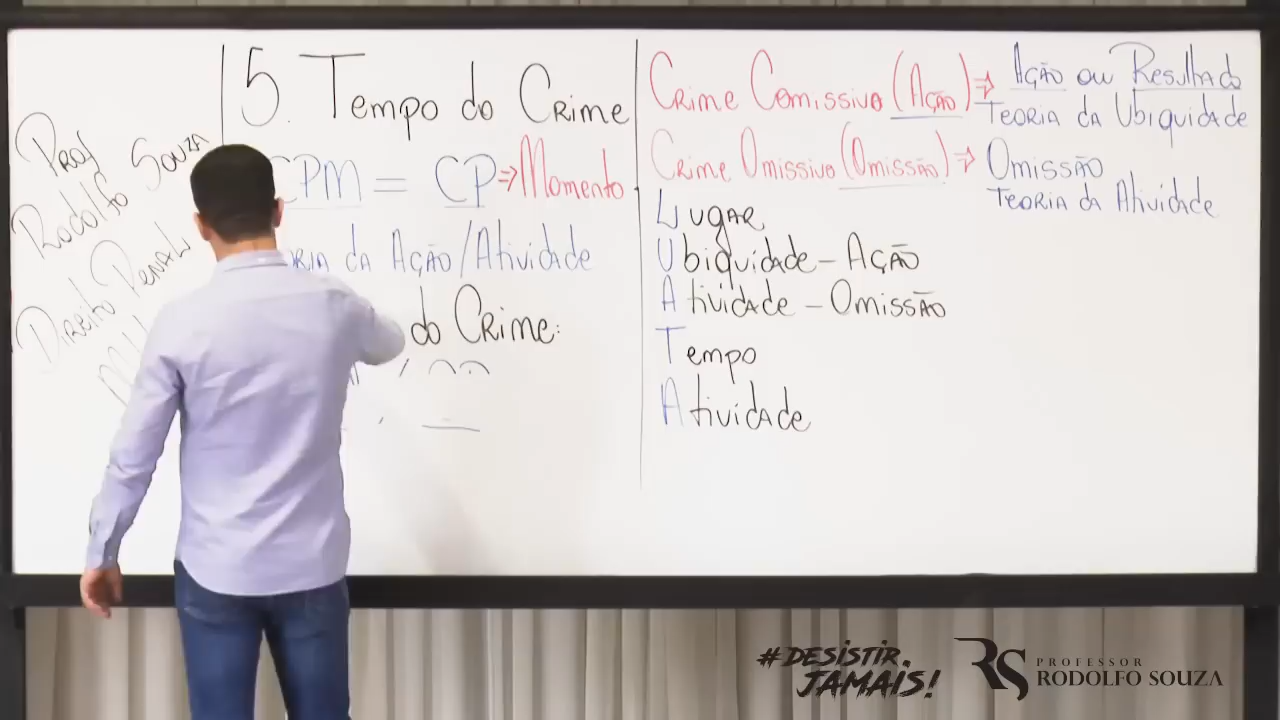 Prof
Rodolfo Souza
Direito Penal
5. Tempo do Crime
CPM = CP ⇒ Momento
da Ação/Atividade
do Crime:
Crime Comissivo (Ação) ⇒ Ação ou Resultado
Teoria da Ubiquidade
Crime Omissivo (Omissão) ⇒ Omissão
Teoria da Atividade
Lugar
Ubiquidade - Ação
Atividade - Omissão
Tempo
Atividade
#DESISTIR
JAMAIS!
RS
PROFESSOR
RODOLFO SOUZA